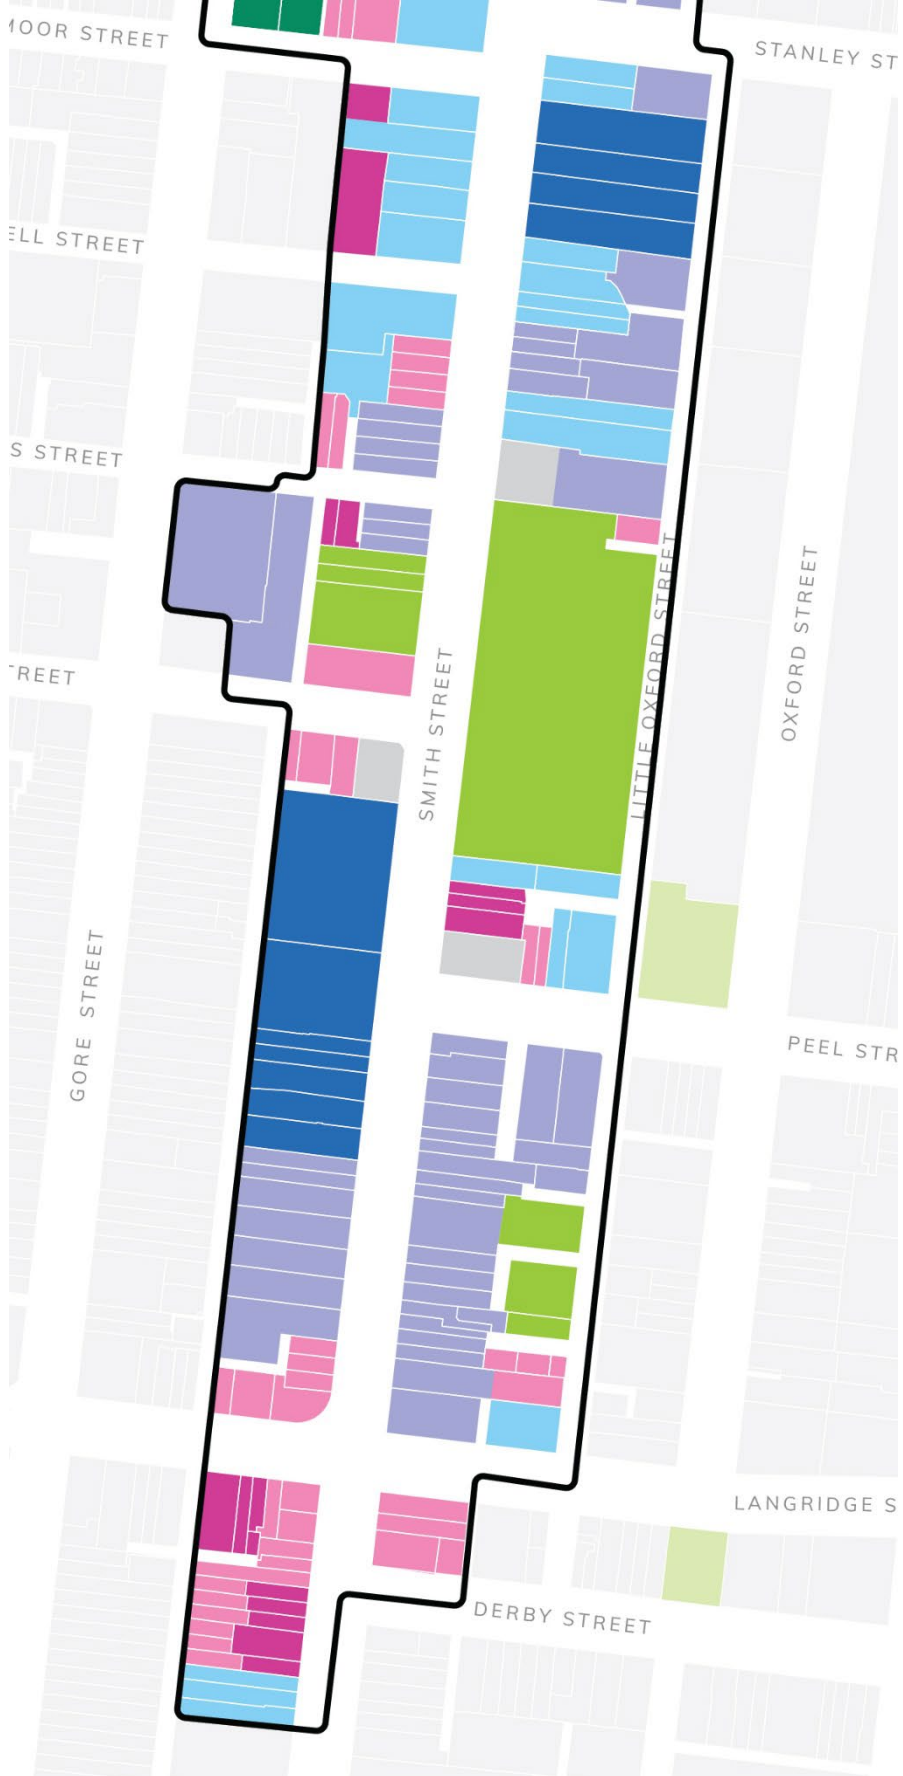 MOOR STREET
STANLEY ST
ELL STREET
S STREET
OXFORD STREET
LITTLE OXFORD STREET
TREET
SMITH STREET
GORE STREET
PEEL STR
LANGRIDGE S
DERBY STREET